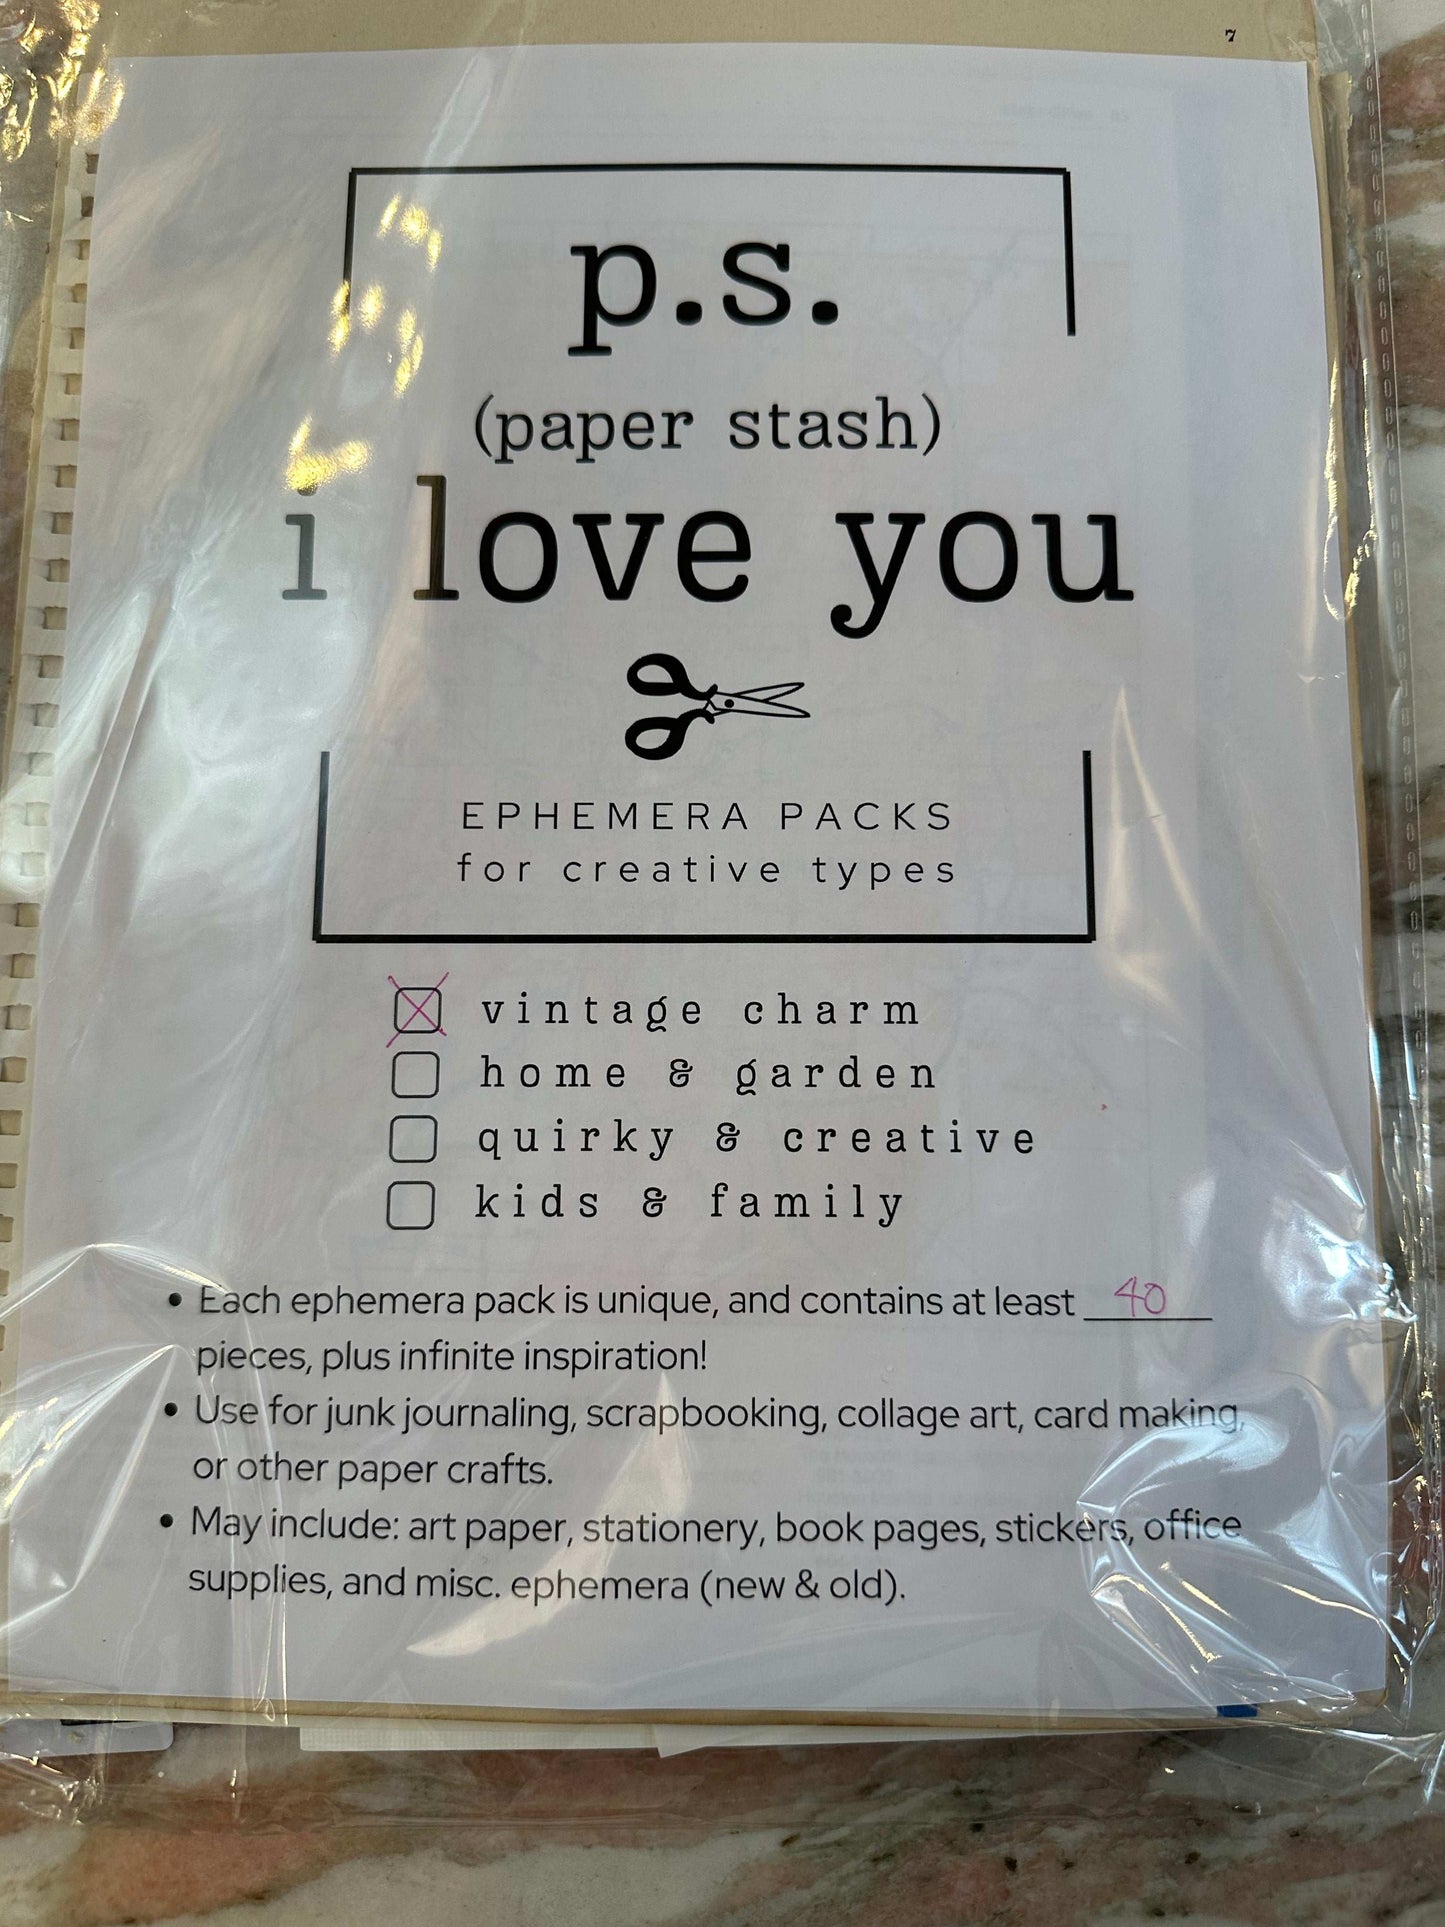 7
p.s.
(paper stash)
i love you
EPHEMERA PACKS
for creative types
vintage charm
home & garden
quirky & creative
kids & family
• Each ephemera pack is unique, and contains at least 40
pieces, plus infinite inspiration!
• Use for junk journaling, scrapbooking, collage art, card making,
or other paper crafts.
• May include: art paper, stationery, book pages, stickers, office
supplies, and misc. ephemera (new & old).